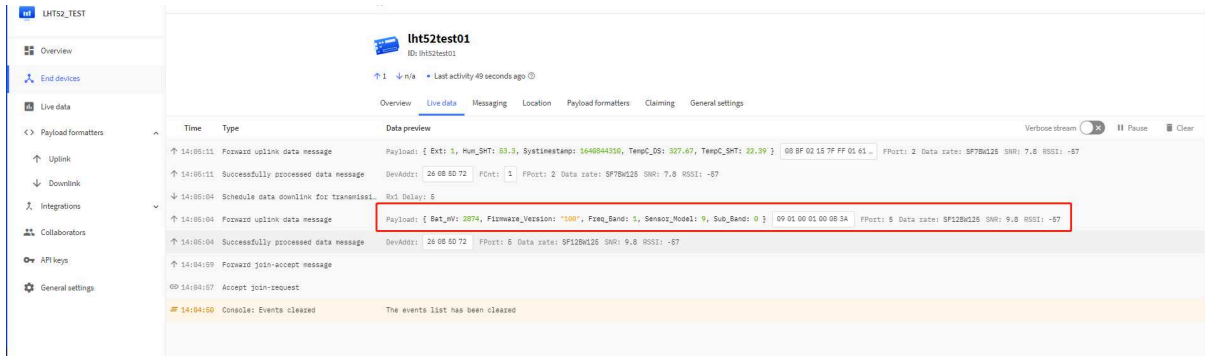 LHT52_TEST
Overview
End devices
Live data
Payload formatters
Uplink
Downlink
Integrations
Collaborators
API keys
General settings
lht52test01
ID: lht52test01
↑ 1 ↓ n/a • Last activity 49 seconds ago
Overview Live data Messaging Location Payload formatters Claiming General settings
Time Type Data preview Verbose stream Pause Clear
↑ 14:05:11 Forward uplink data message Payload: { Ext: 1, Hum_SHT: 53.3, Systimestamp: 1640844310, TempC_DS: 327.67, TempC_SHT: 22.39 } 08 BF 02 15 7F FF 01 61 … FPort: 2 Data rate: SF7BW125 SNR: 7.8 RSSI: -57
↑ 14:05:11 Successfully processed data message DevAddr: 26 0B 5D 72 FCnt: 1 FPort: 2 Data rate: SF7BW125 SNR: 7.8 RSSI: -57
↓ 14:05:04 Schedule data downlink for transmissi… Rx1 Delay: 5
↑ 14:05:04 Forward uplink data message Payload: { Bat_mV: 2874, Firmware_Version: "100", Freq_Band: 1, Sensor_Model: 9, Sub_Band: 0 } 09 01 00 01 00 0B 3A FPort: 5 Data rate: SF12BW125 SNR: 9.8 RSSI: -57
↑ 14:05:04 Successfully processed data message DevAddr: 26 0B 5D 72 FPort: 5 Data rate: SF12BW125 SNR: 9.8 RSSI: -57
↑ 14:04:59 Forward join-accept message
14:04:57 Accept join-request
14:04:50 Console: Events cleared The events list has been cleared